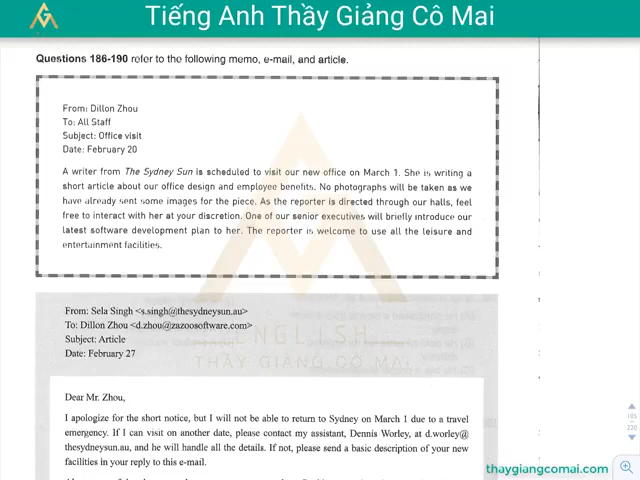 Tiếng Anh Thầy Giảng Cô Mai
Questions 186-190 refer to the following memo, e-mail, and article.
From: Dillon Zhou
To: All Staff
Subject: Office visit
Date: February 20
A writer from The Sydney Sun is scheduled to visit our new office on March 1. She is writing a
short article about our office design and employee benefits. No photographs will be taken as we
have already sent some images for the piece. As the reporter is directed through our halls, feel
free to interact with her at your discretion. One of our senior executives will briefly introduce our
latest software development plan to her. The reporter is welcome to use all the leisure and
entertainment facilities.
From: Sela Singh <s.singh@thesydneysun.au>
To: Dillon Zhou <d.zhou@zazoosoftware.com>
Subject: Article
Date: February 27
ENGLISH
THẦY GIẢNG CÔ MAI
Dear Mr. Zhou,
I apologize for the short notice, but I will not be able to return to Sydney on March 1 due to a travel
emergency. If I can visit on another date, please contact my assistant, Dennis Worley, at d.worley@
thesydneysun.au, and he will handle all the details. If not, please send a basic description of your new
facilities in your reply to this e-mail.
185
220
thaygiangcomai.com